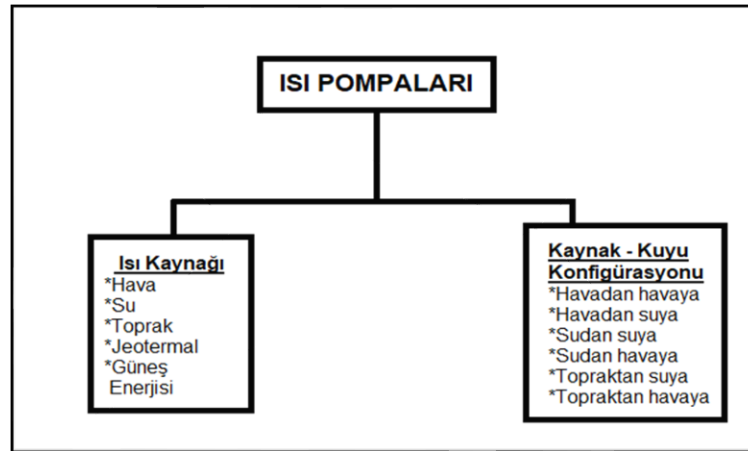 ISI POMPALARI
Isı Kaynağı
*Hava
*Su
*Toprak
*Jeotermal
*Güneş
Enerjisi
Kaynak - Kuyu
Konfigürasyonu
*Havadan havaya
*Havadan suya
*Sudan suya
*Sudan havaya
*Topraktan suya
*Topraktan havaya